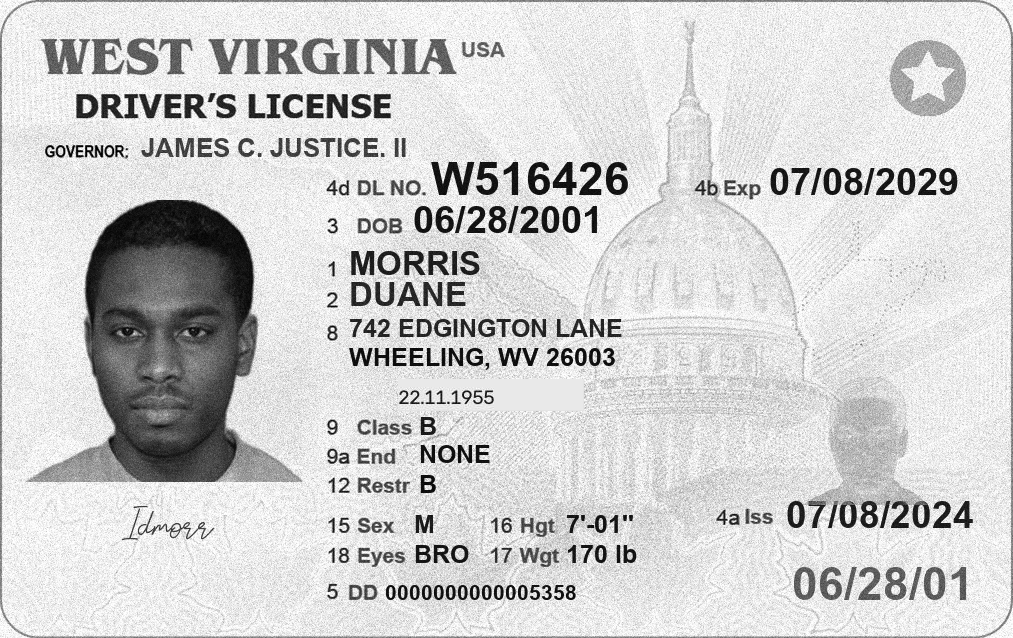 WEST VIRGINIA USA
DRIVER'S LICENSE
GOVERNOR; JAMES C. JUSTICE. II
4d DL NO. W516426 4b Exp 07/08/2029
3 DOB 06/28/2001
1 MORRIS
2 DUANE
8 742 EDGINGTON LANE
WHEELING, WV 26003
22.11.1955
9 Class B
9a End NONE
12 Restr B
15 Sex M 16 Hgt 7'-01" 4a Iss 07/08/2024
18 Eyes BRO 17 Wgt 170 lb
5 DD 0000000000005358
06/28/01
Idmorr